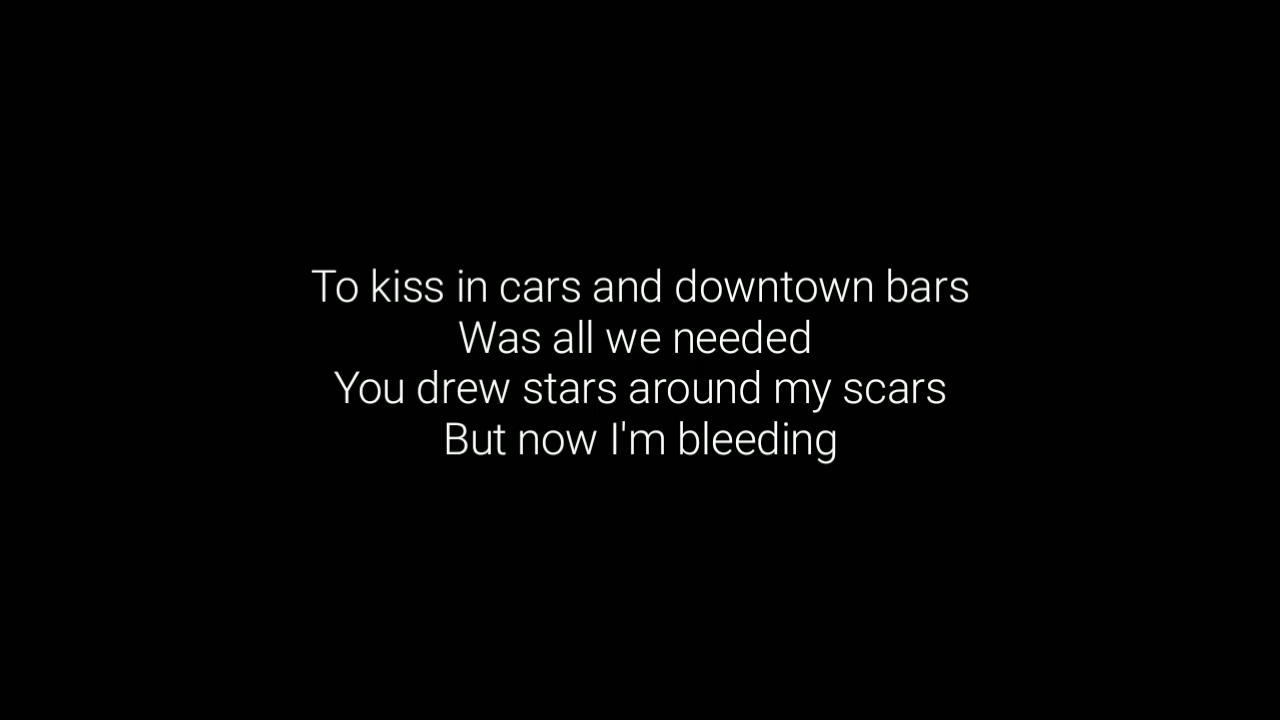 To kiss in cars and downtown bars
Was all we needed
You drew stars around my scars
But now I'm bleeding